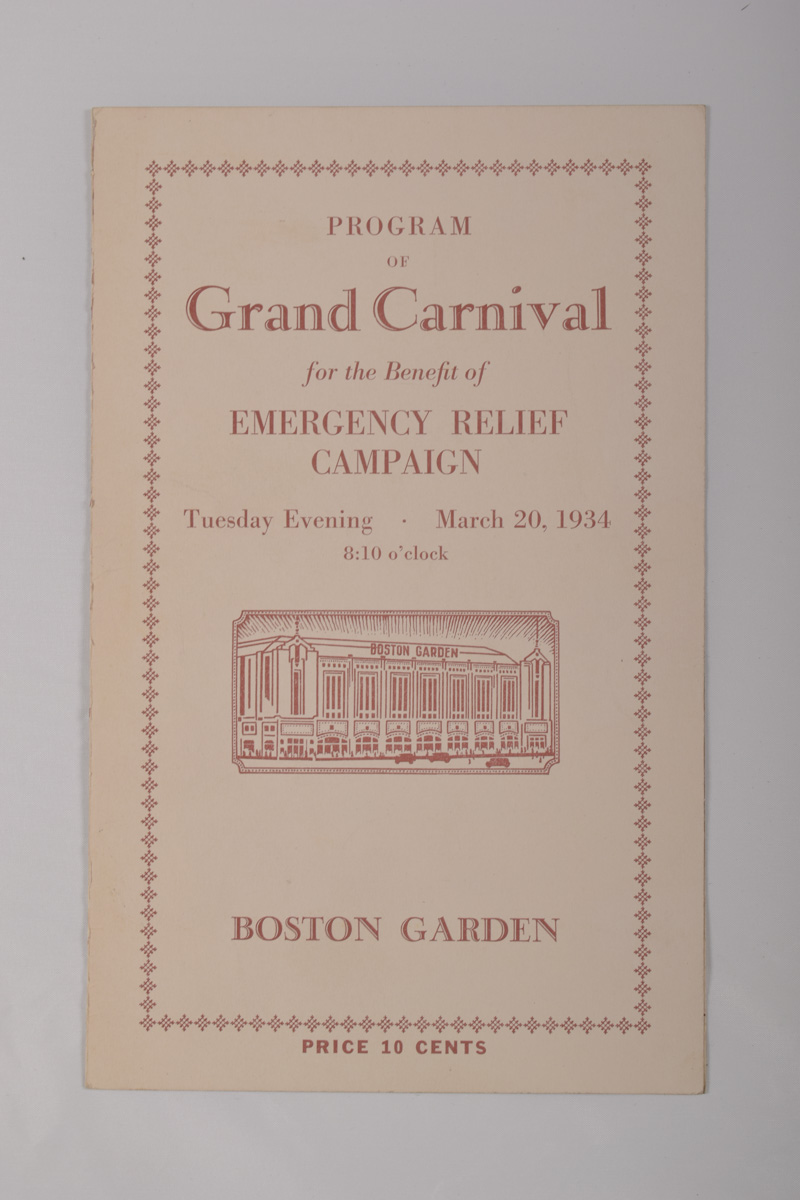 PROGRAM
OF
Grand Carnival
for the Benefit of
EMERGENCY RELIEF
CAMPAIGN
Tuesday Evening · March 20, 1934
8:10 o'clock
BOSTON GARDEN
BOSTON GARDEN
PRICE 10 CENTS